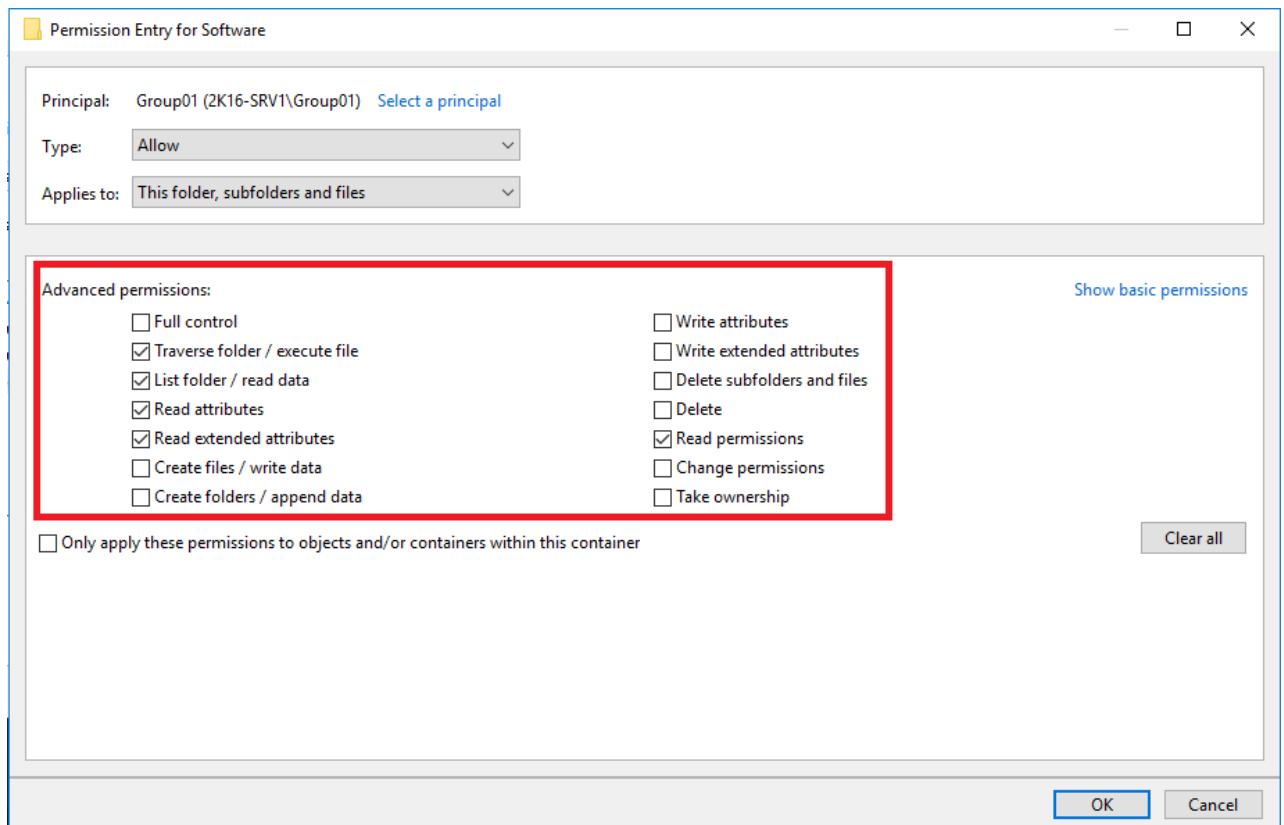 Permission Entry for Software
Principal: Group01 (2K16-SRV1\Group01) Select a principal
Type: Allow
Applies to: This folder, subfolders and files
Advanced permissions: Show basic permissions
Full control
Traverse folder / execute file
List folder / read data
Read attributes
Read extended attributes
Create files / write data
Create folders / append data
Write attributes
Write extended attributes
Delete subfolders and files
Delete
Read permissions
Change permissions
Take ownership
Only apply these permissions to objects and/or containers within this container
Clear all
OK Cancel